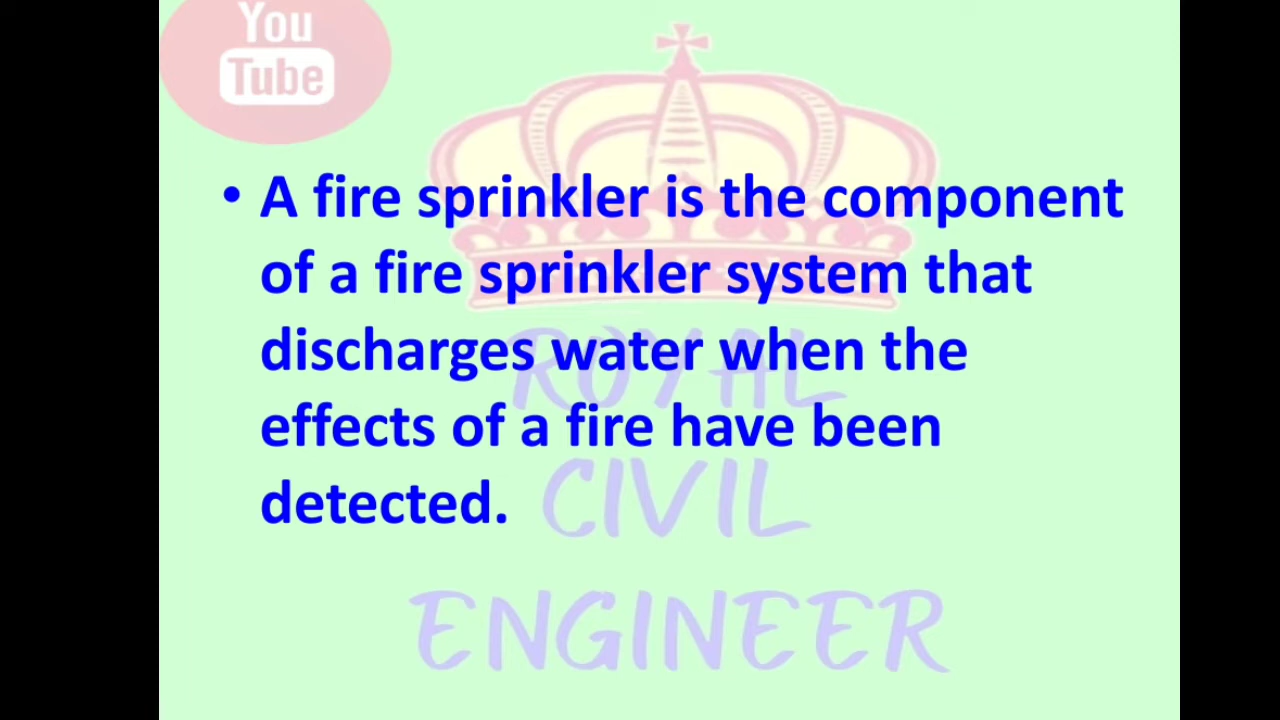 You
Tube
• A fire sprinkler is the component
of a fire sprinkler system that
discharges water when the
effects of a fire have been
detected.
ROYAL
CIVIL
ENGINEER